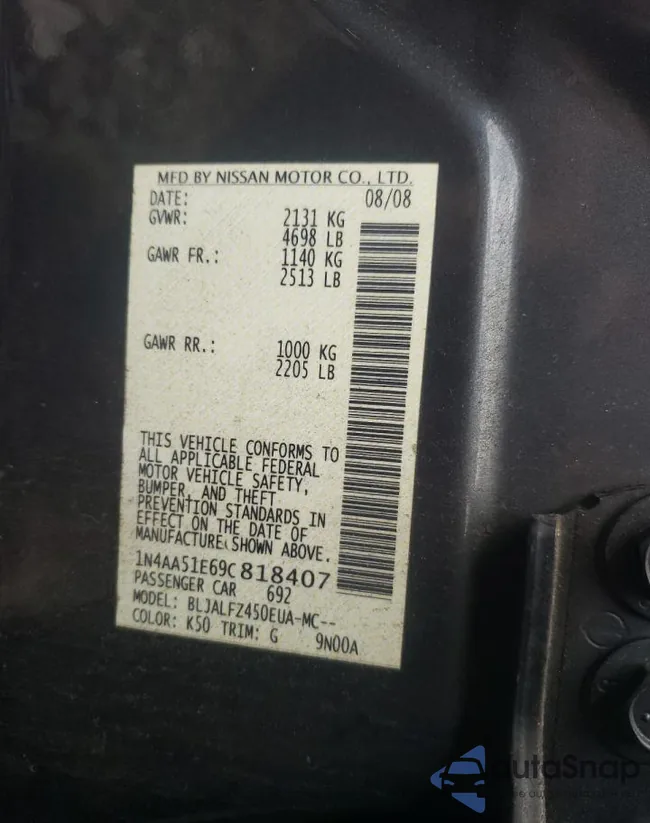 MFD BY NISSAN MOTOR CO., LTD.
DATE: 08/08
GVWR: 2131 KG
4698 LB
GAWR FR.: 1140 KG
2513 LB
GAWR RR.: 1000 KG
2205 LB
THIS VEHICLE CONFORMS TO
ALL APPLICABLE FEDERAL
MOTOR VEHICLE SAFETY,
BUMPER, AND THEFT
PREVENTION STANDARDS IN
EFFECT ON THE DATE OF
MANUFACTURE SHOWN ABOVE.
1N4AA51E69C818407
PASSENGER CAR 692
MODEL: BLJALFZ450EUA-MC--
COLOR: K50 TRIM: G 9N00A
AutaSnap